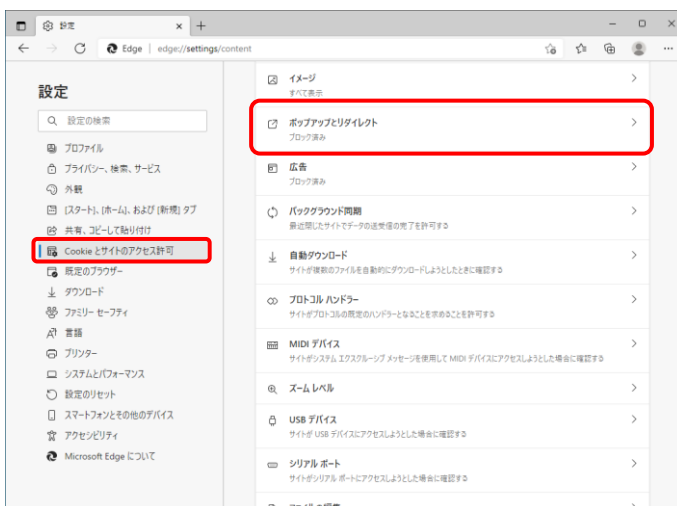 設定
Edge | edge://settings/content
設定
設定の検索
プロファイル
プライバシー、検索、サービス
外観
[スタート]、[ホーム]、および [新規] タブ
共有、コピーして貼り付け
Cookie とサイトのアクセス許可
既定のブラウザー
ダウンロード
ファミリー セーフティ
言語
プリンター
システムとパフォーマンス
設定のリセット
スマートフォンとその他のデバイス
アクセシビリティ
Microsoft Edge について
イメージ
すべて表示
ポップアップとリダイレクト
ブロック済み
広告
ブロック済み
バックグラウンド同期
最近閉じたサイトでデータの送受信の完了を許可する
自動ダウンロード
サイトが複数のファイルを自動的にダウンロードしようとしたときに確認する
プロトコル ハンドラー
サイトがプロトコルの既定のハンドラーとなることを求めることを許可する
MIDI デバイス
サイトがシステム エクスクルーシブ メッセージを使用して MIDI デバイスにアクセスしようとした場合に確認する
ズーム レベル
USB デバイス
サイトが USB デバイスにアクセスしようとした場合に確認する
シリアル ポート
サイトがシリアル ポートにアクセスしようとした場合に確認する